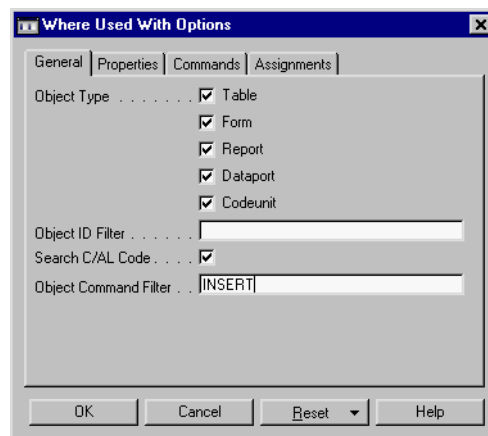 Where Used With Options
General Properties Commands Assignments
Object Type . . . . . . . Table
Form
Report
Dataport
Codeunit
Object ID Filter . . . . . .
Search C/AL Code . . . .
Object Command Filter . . INSERT
OK Cancel Reset Help